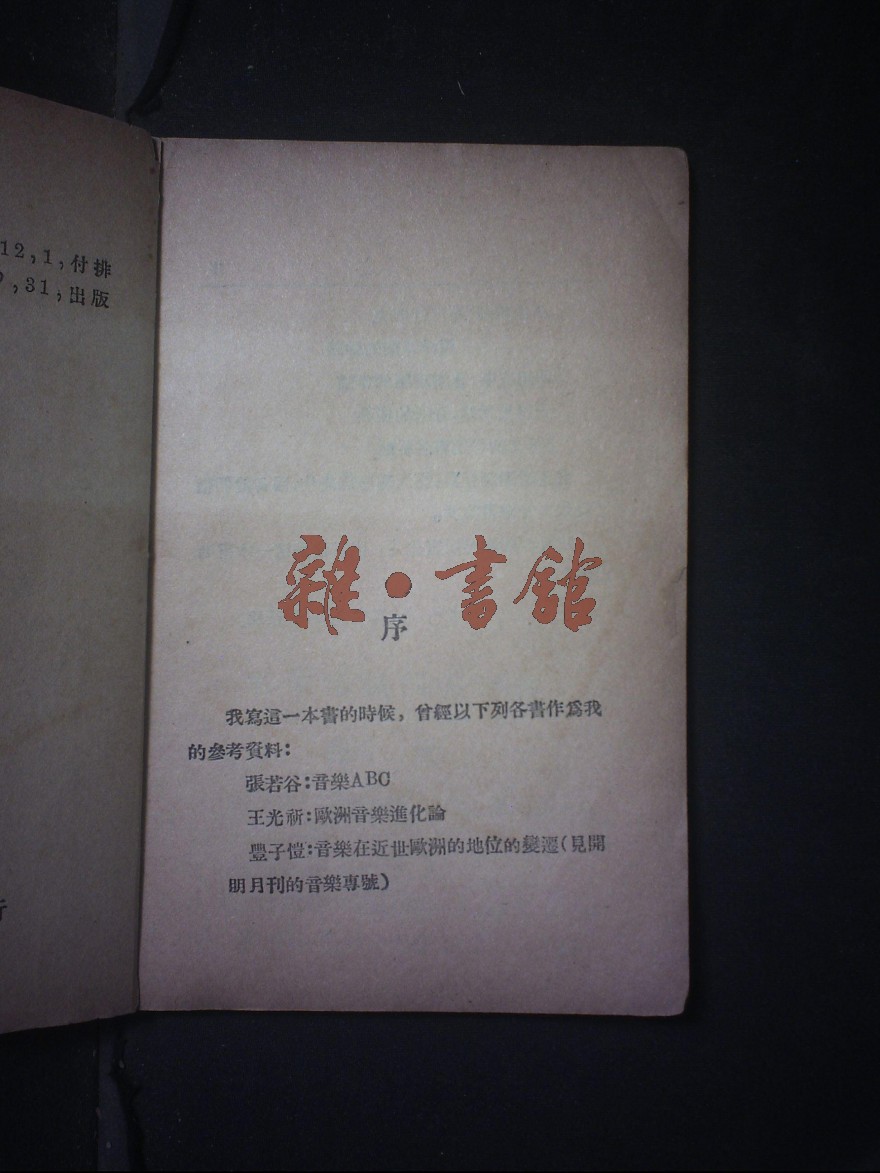 12,1,付排
,31,出版
雜●書館
序
我寫這一本書的時候，曾經以下列各書作爲我
的參考資料：
張若谷：音樂ABC
王光祈：歐洲音樂進化論
豐子愷：音樂在近世歐洲的地位的變遷（見開
明月刊的音樂專號）